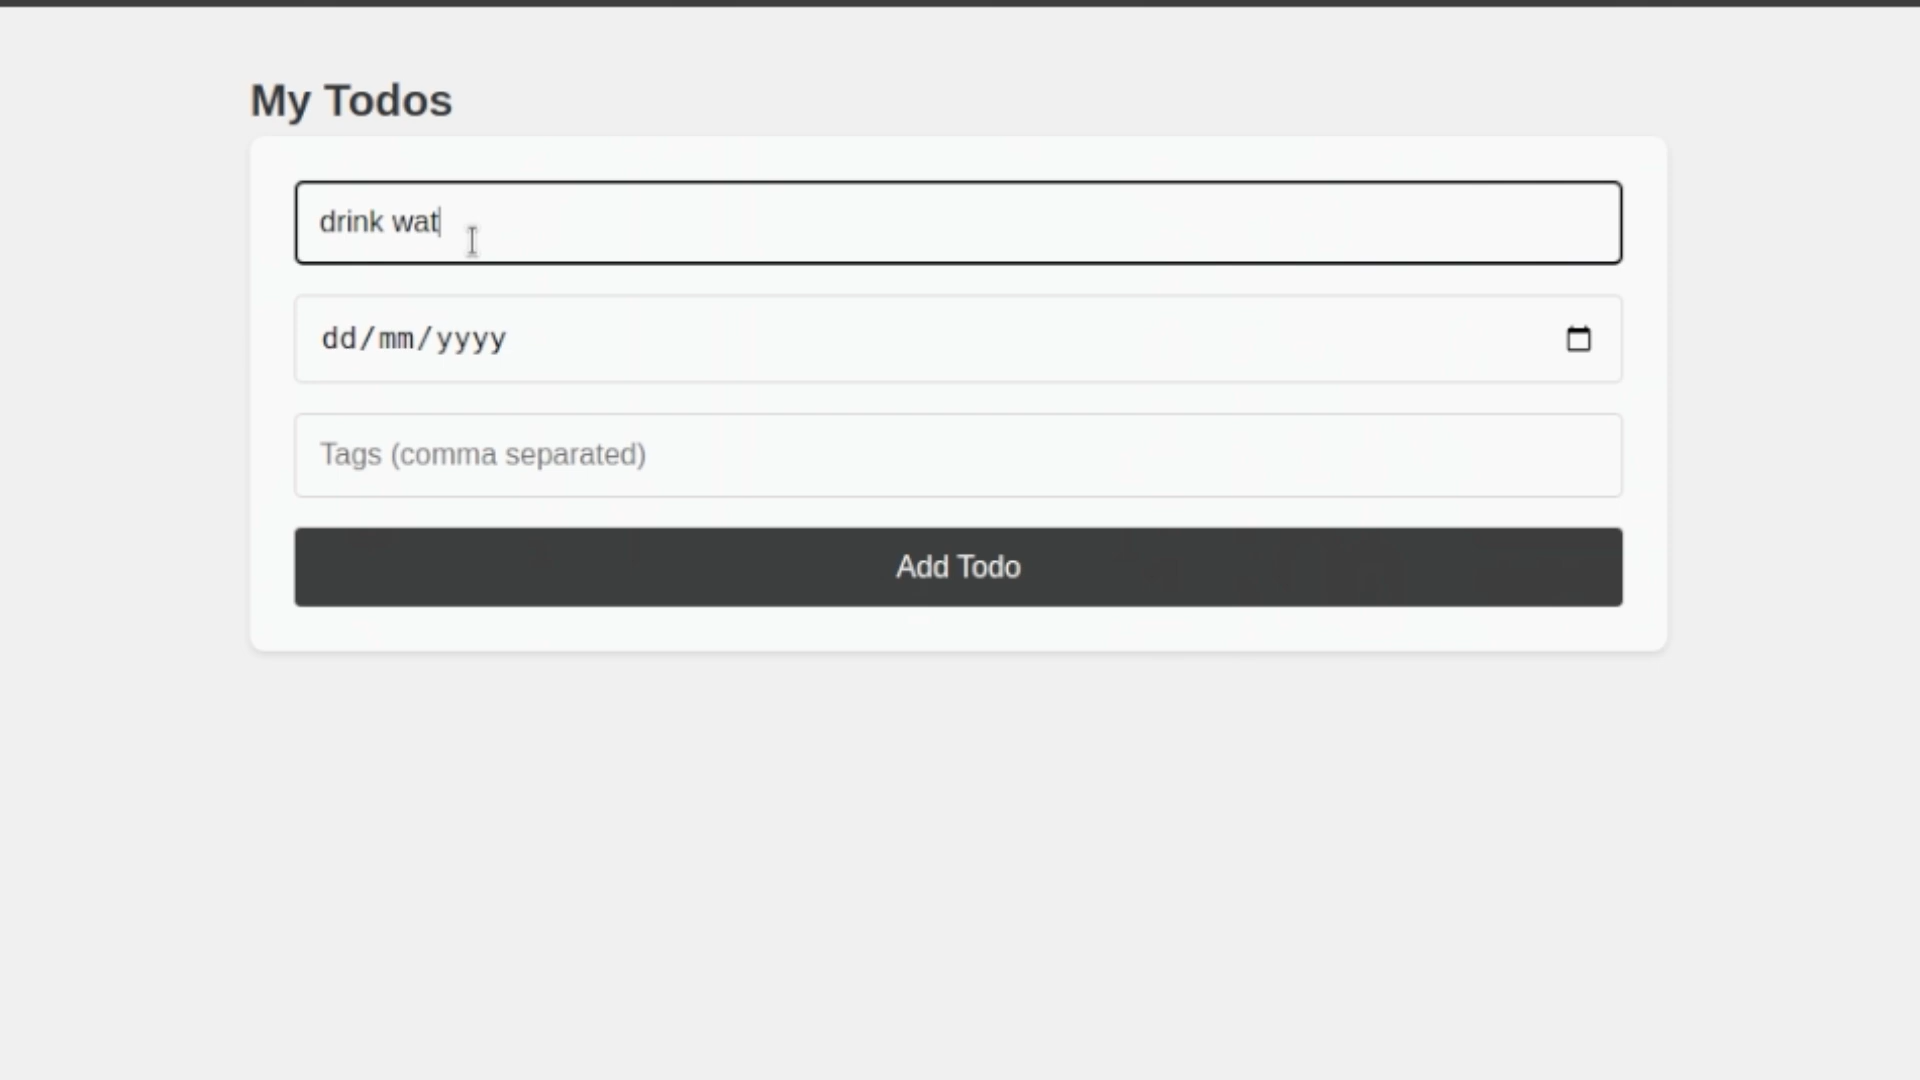 My Todos
drink wat
dd/mm/yyyy
Tags (comma separated)
Add Todo